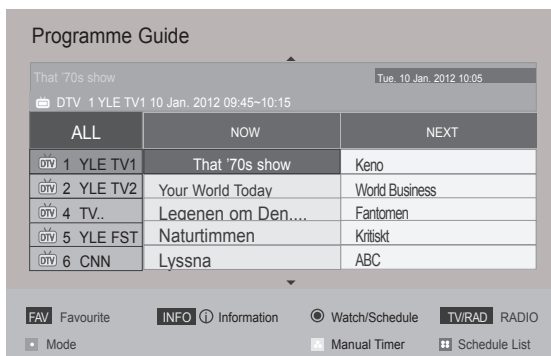 Programme Guide
That '70s show
Tue. 10 Jan. 2012 10:05
DTV 1 YLE TV1 10 Jan. 2012 09:45~10:15
ALL NOW NEXT
DTV 1 YLE TV1 That '70s show Keno
DTV 2 YLE TV2 Your World Today World Business
DTV 4 TV.. Legenen om Den.... Fantomen
DTV 5 YLE FST Naturtimmen Kritiskt
DTV 6 CNN Lyssna ABC
FAV Favourite INFO i Information Watch/Schedule TV/RAD RADIO
Mode Manual Timer Schedule List